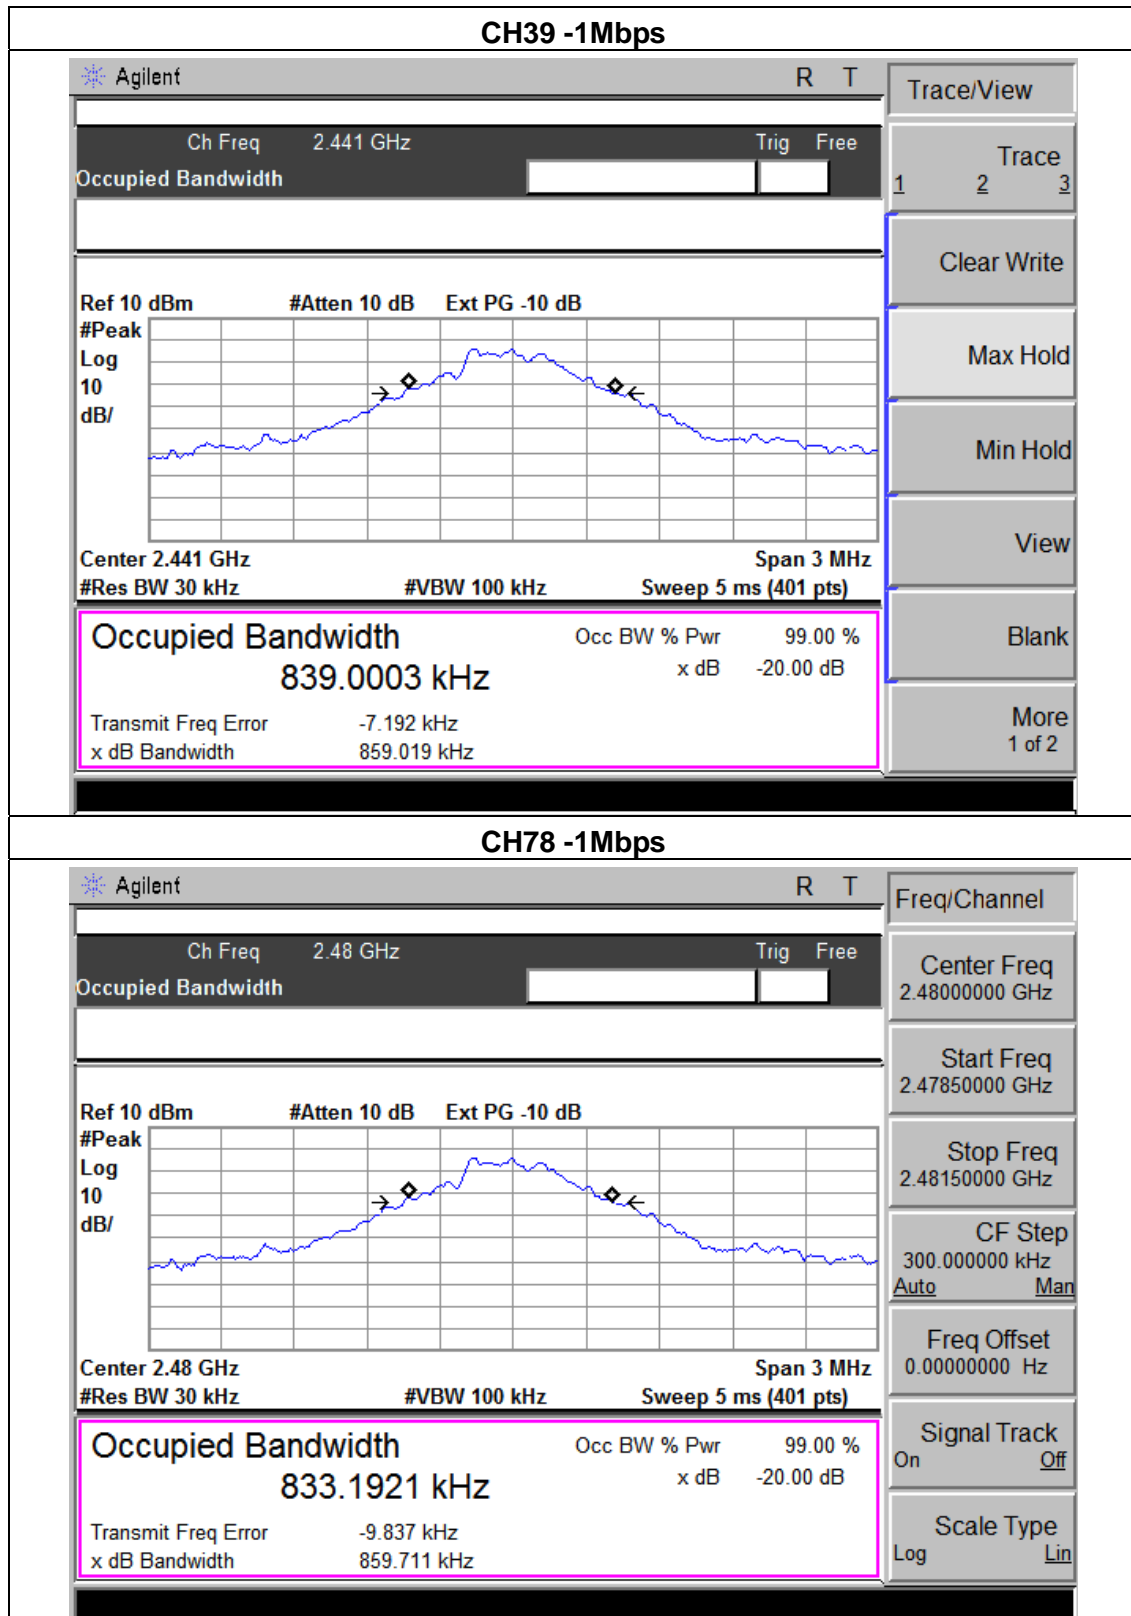 CH39 -1Mbps
Agilent R T
Trace/View
Ch Freq 2.441 GHz Trig Free
Occupied Bandwidth
Trace
1 2 3
Clear Write
Ref 10 dBm #Atten 10 dB Ext PG -10 dB
#Peak
Log
10
dB/
Max Hold
Min Hold
Center 2.441 GHz Span 3 MHz
#Res BW 30 kHz #VBW 100 kHz Sweep 5 ms (401 pts)
View
Occupied Bandwidth Occ BW % Pwr 99.00 %
839.0003 kHz x dB -20.00 dB
Transmit Freq Error -7.192 kHz
x dB Bandwidth 859.019 kHz
Blank
More
1 of 2
CH78 -1Mbps
Agilent R T
Freq/Channel
Ch Freq 2.48 GHz Trig Free
Occupied Bandwidth
Center Freq
2.48000000 GHz
Start Freq
2.47850000 GHz
Ref 10 dBm #Atten 10 dB Ext PG -10 dB
#Peak
Log
10
dB/
Stop Freq
2.48150000 GHz
CF Step
300.000000 kHz
Auto Man
Center 2.48 GHz Span 3 MHz
#Res BW 30 kHz #VBW 100 kHz Sweep 5 ms (401 pts)
Freq Offset
0.00000000 Hz
Occupied Bandwidth Occ BW % Pwr 99.00 %
833.1921 kHz x dB -20.00 dB
Transmit Freq Error -9.837 kHz
x dB Bandwidth 859.711 kHz
Signal Track
On Off
Scale Type
Log Lin